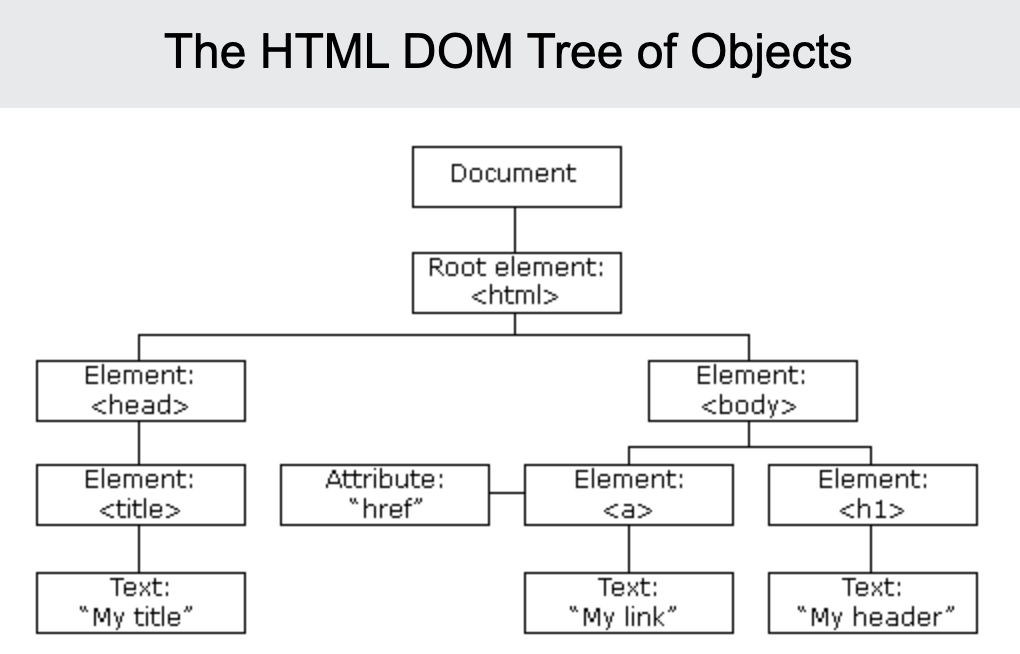 The HTML DOM Tree of Objects
Document
Root element:
<html>
Element:
<head>
Element:
<body>
Element:
<title>
Attribute:
“href”
Element:
<a>
Element:
<h1>
Text:
“My title”
Text:
“My link”
Text:
“My header”